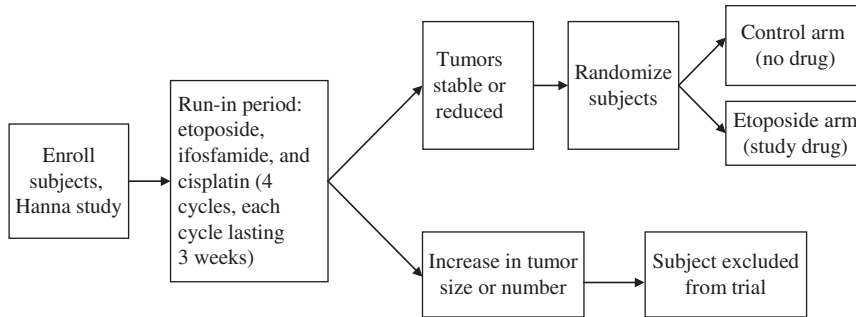 Enroll
subjects,
Hanna study
Run-in period:
etoposide,
ifosfamide, and
cisplatin (4
cycles, each
cycle lasting
3 weeks)
Tumors
stable or
reduced
Randomize
subjects
Control arm
(no drug)
Etoposide arm
(study drug)
Increase in tumor
size or number
Subject excluded
from trial